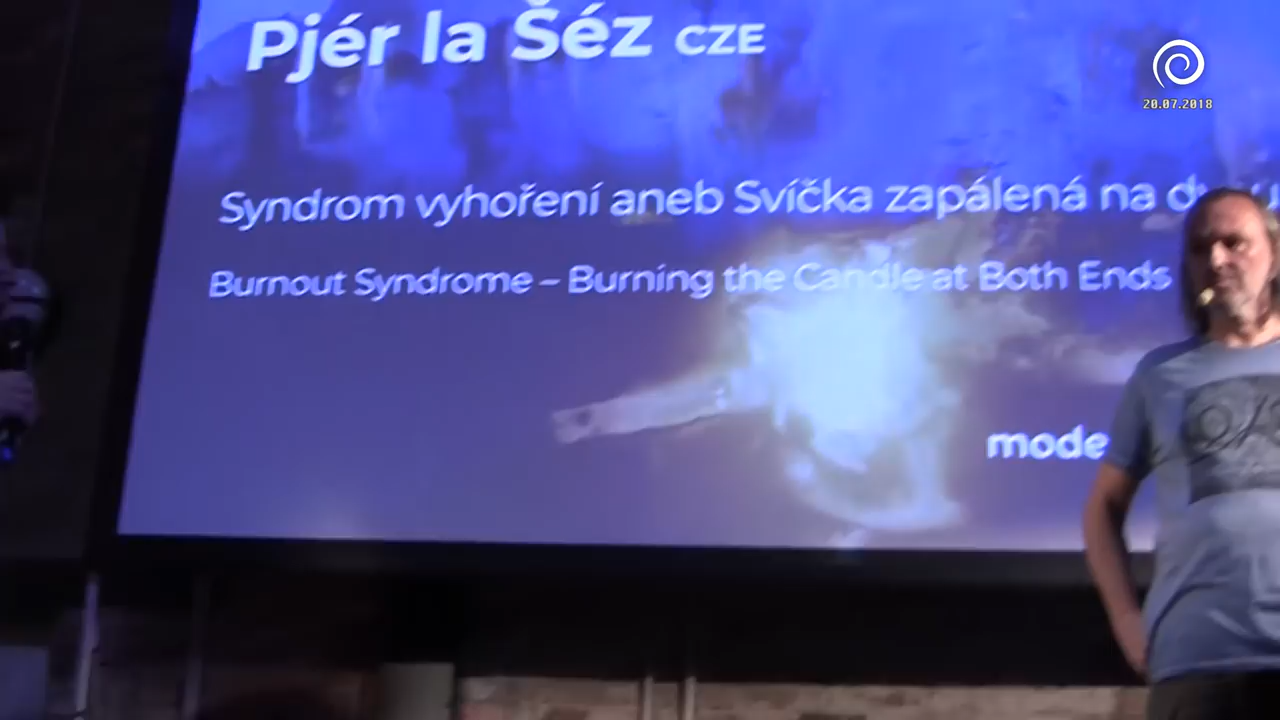 Pjér la Šéz CZE
20.07.2018
Syndrom vyhoření aneb Svíčka zapálená na
Burnout Syndrome – Burning the Candle at Both Ends